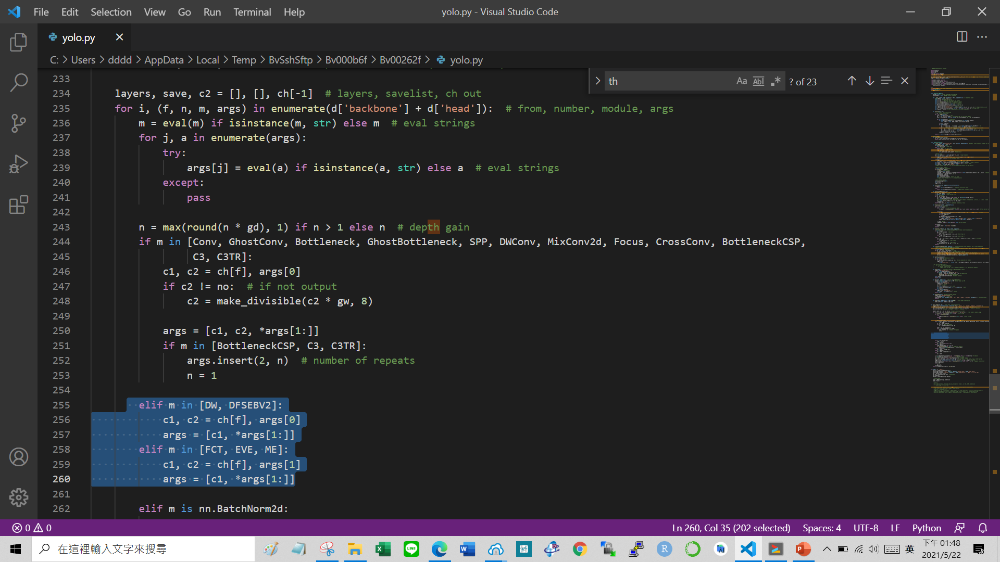 File Edit Selection View Go Run Terminal Help
yolo.py - Visual Studio Code
yolo.py
C: > Users > dddd > AppData > Local > Temp > BvSshSftp > Bv000b6f > Bv00262f > yolo.py
th
Aa Abl .* ? of 23
233
234 layers, save, c2 = [], [], ch[-1]  # layers, savelist, ch out
235 for i, (f, n, m, args) in enumerate(d['backbone'] + d['head']):  # from, number, module, args
236 m = eval(m) if isinstance(m, str) else m  # eval strings
237 for j, a in enumerate(args):
238 try:
239 args[j] = eval(a) if isinstance(a, str) else a  # eval strings
240 except:
241 pass
242
243 n = max(round(n * gd), 1) if n > 1 else n  # depth gain
244 if m in [Conv, GhostConv, Bottleneck, GhostBottleneck, SPP, DWConv, MixConv2d, Focus, CrossConv, BottleneckCSP,
245 C3, C3TR]:
246 c1, c2 = ch[f], args[0]
247 if c2 != no:  # if not output
248 c2 = make_divisible(c2 * gw, 8)
249
250 args = [c1, c2, *args[1:]]
251 if m in [BottleneckCSP, C3, C3TR]:
252 args.insert(2, n)  # number of repeats
253 n = 1
254
255 elif m in [DW, DFSEBV2]:
256 c1, c2 = ch[f], args[0]
257 args = [c1, *args[1:]]
258 elif m in [FCT, EVE, ME]:
259 c1, c2 = ch[f], args[1]
260 args = [c1, *args[1:]]
261
262 elif m is nn.BatchNorm2d:
0 0
Ln 260, Col 35 (202 selected) Spaces: 4 UTF-8 LF Python
在這裡輸入文字來搜尋
英
下午 01:48
2021/5/22